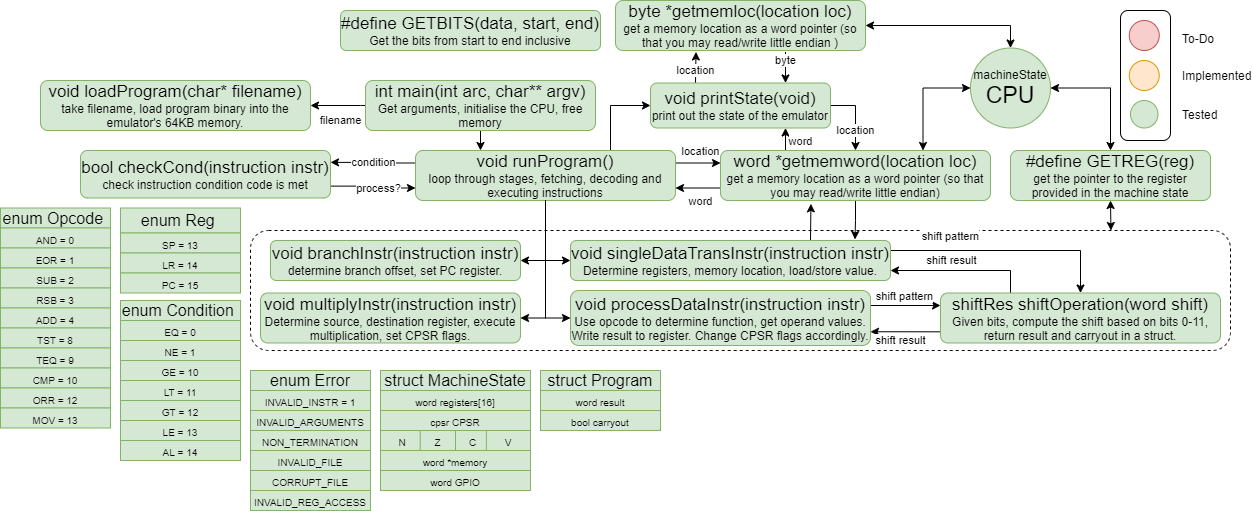 #define GETBITS(data, start, end)
Get the bits from start to end inclusive
byte *getmemloc(location loc)
get a memory location as a word pointer (so
that you may read/write little endian )
machineState
CPU
To-Do
Implemented
Tested
location
byte
void loadProgram(char* filename)
take filename, load program binary into the
emulator's 64KB memory.
filename
int main(int arc, char** argv)
Get arguments, initialise the CPU, free
memory
void printState(void)
print out the state of the emulator
word
location
bool checkCond(instruction instr)
check instruction condition code is met
condition
process?
void runProgram()
loop through stages, fetching, decoding and
executing instructions
location
word
word *getmemword(location loc)
get a memory location as a word pointer (so that
you may read/write little endian)
#define GETREG(reg)
get the pointer to the register
provided in the machine state
enum Opcode
AND = 0
EOR = 1
SUB = 2
RSB = 3
ADD = 4
TST = 8
TEQ = 9
CMP = 10
ORR = 12
MOV = 13
enum Reg
SP = 13
LR = 14
PC = 15
enum Condition
EQ = 0
NE = 1
GE = 10
LT = 11
GT = 12
LE = 13
AL = 14
void branchInstr(instruction instr)
determine branch offset, set PC register.
void singleDataTransInstr(instruction instr)
Determine registers, memory location, load/store value.
shift pattern
shift result
void multiplyInstr(instruction instr)
Determine source, destination register, execute
multiplication, set CPSR flags.
void processDataInstr(instruction instr)
Use opcode to determine function, get operand values.
Write result to register. Change CPSR flags accordingly.
shift pattern
shift result
shiftRes shiftOperation(word shift)
Given bits, compute the shift based on bits 0-11,
return result and carryout in a struct.
enum Error
INVALID_INSTR = 1
INVALID_ARGUMENTS
NON_TERMINATION
INVALID_FILE
CORRUPT_FILE
INVALID_REG_ACCESS
struct MachineState
word registers[16]
cpsr CPSR
N Z C V
word *memory
word GPIO
struct Program
word result
bool carryout